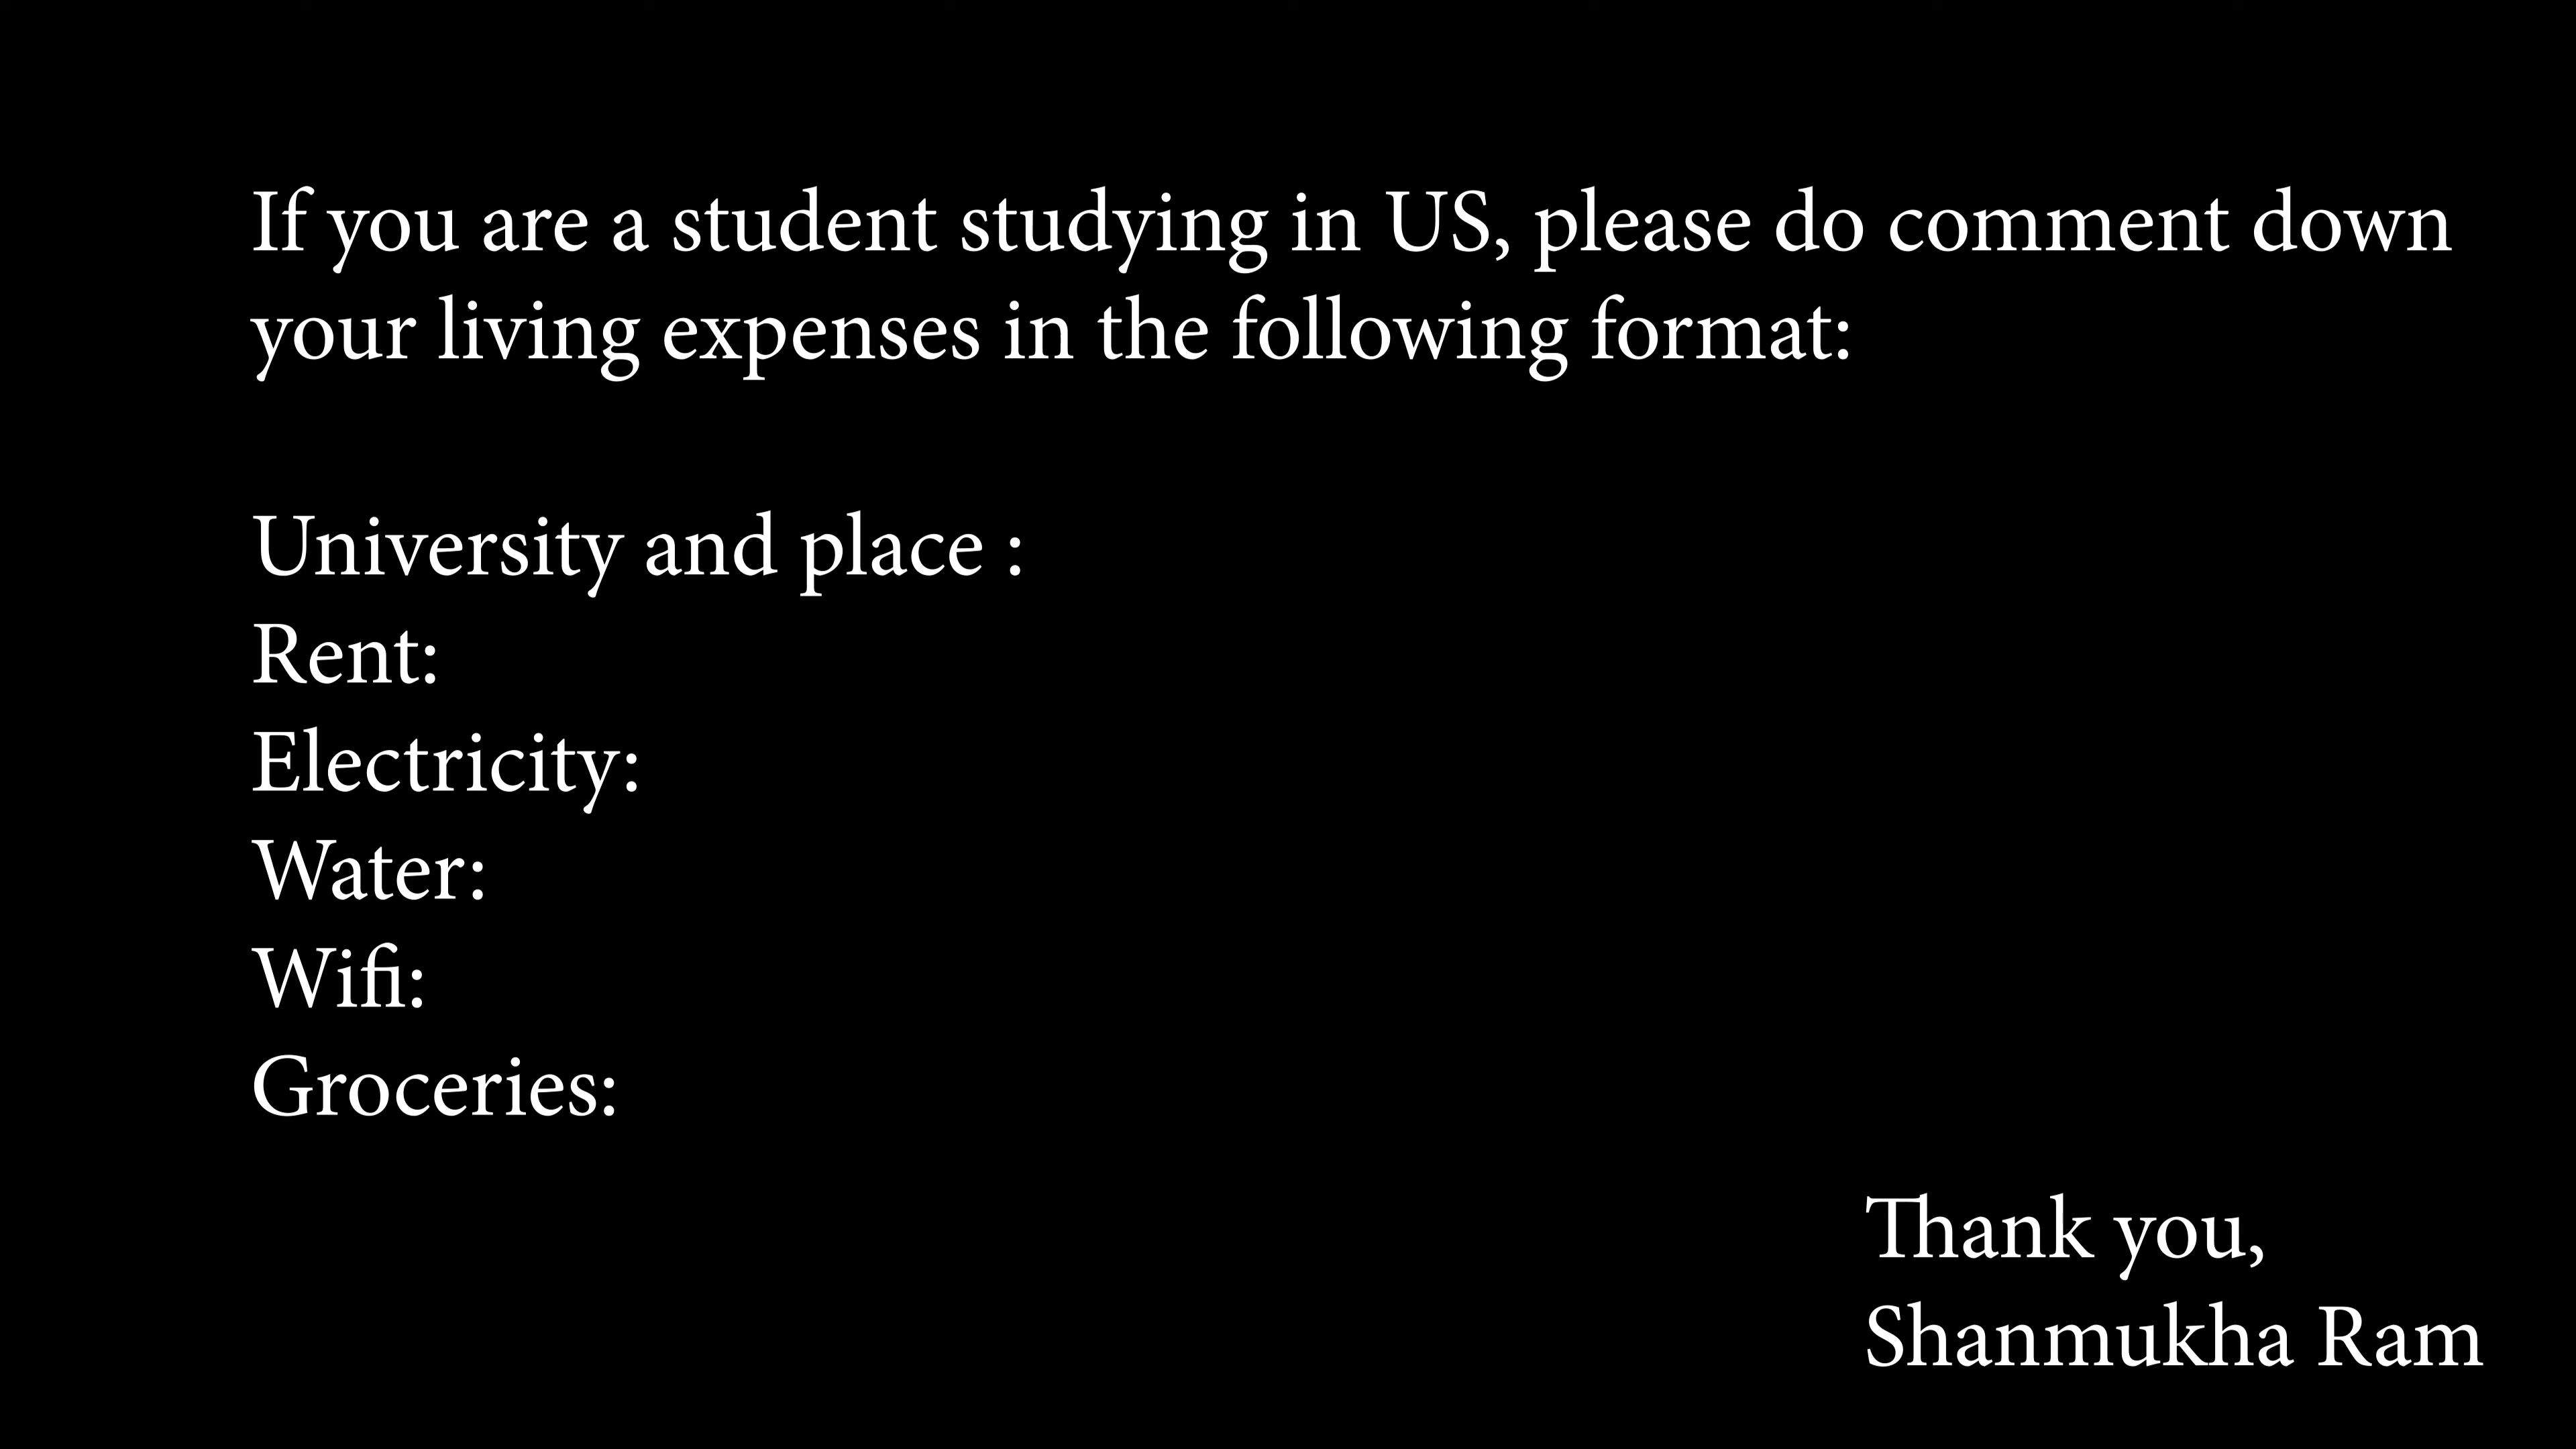 If you are a student studying in US, please do comment down
your living expenses in the following format:
University and place :
Rent:
Electricity:
Water:
Wifi:
Groceries:
Thank you,
Shanmukha Ram